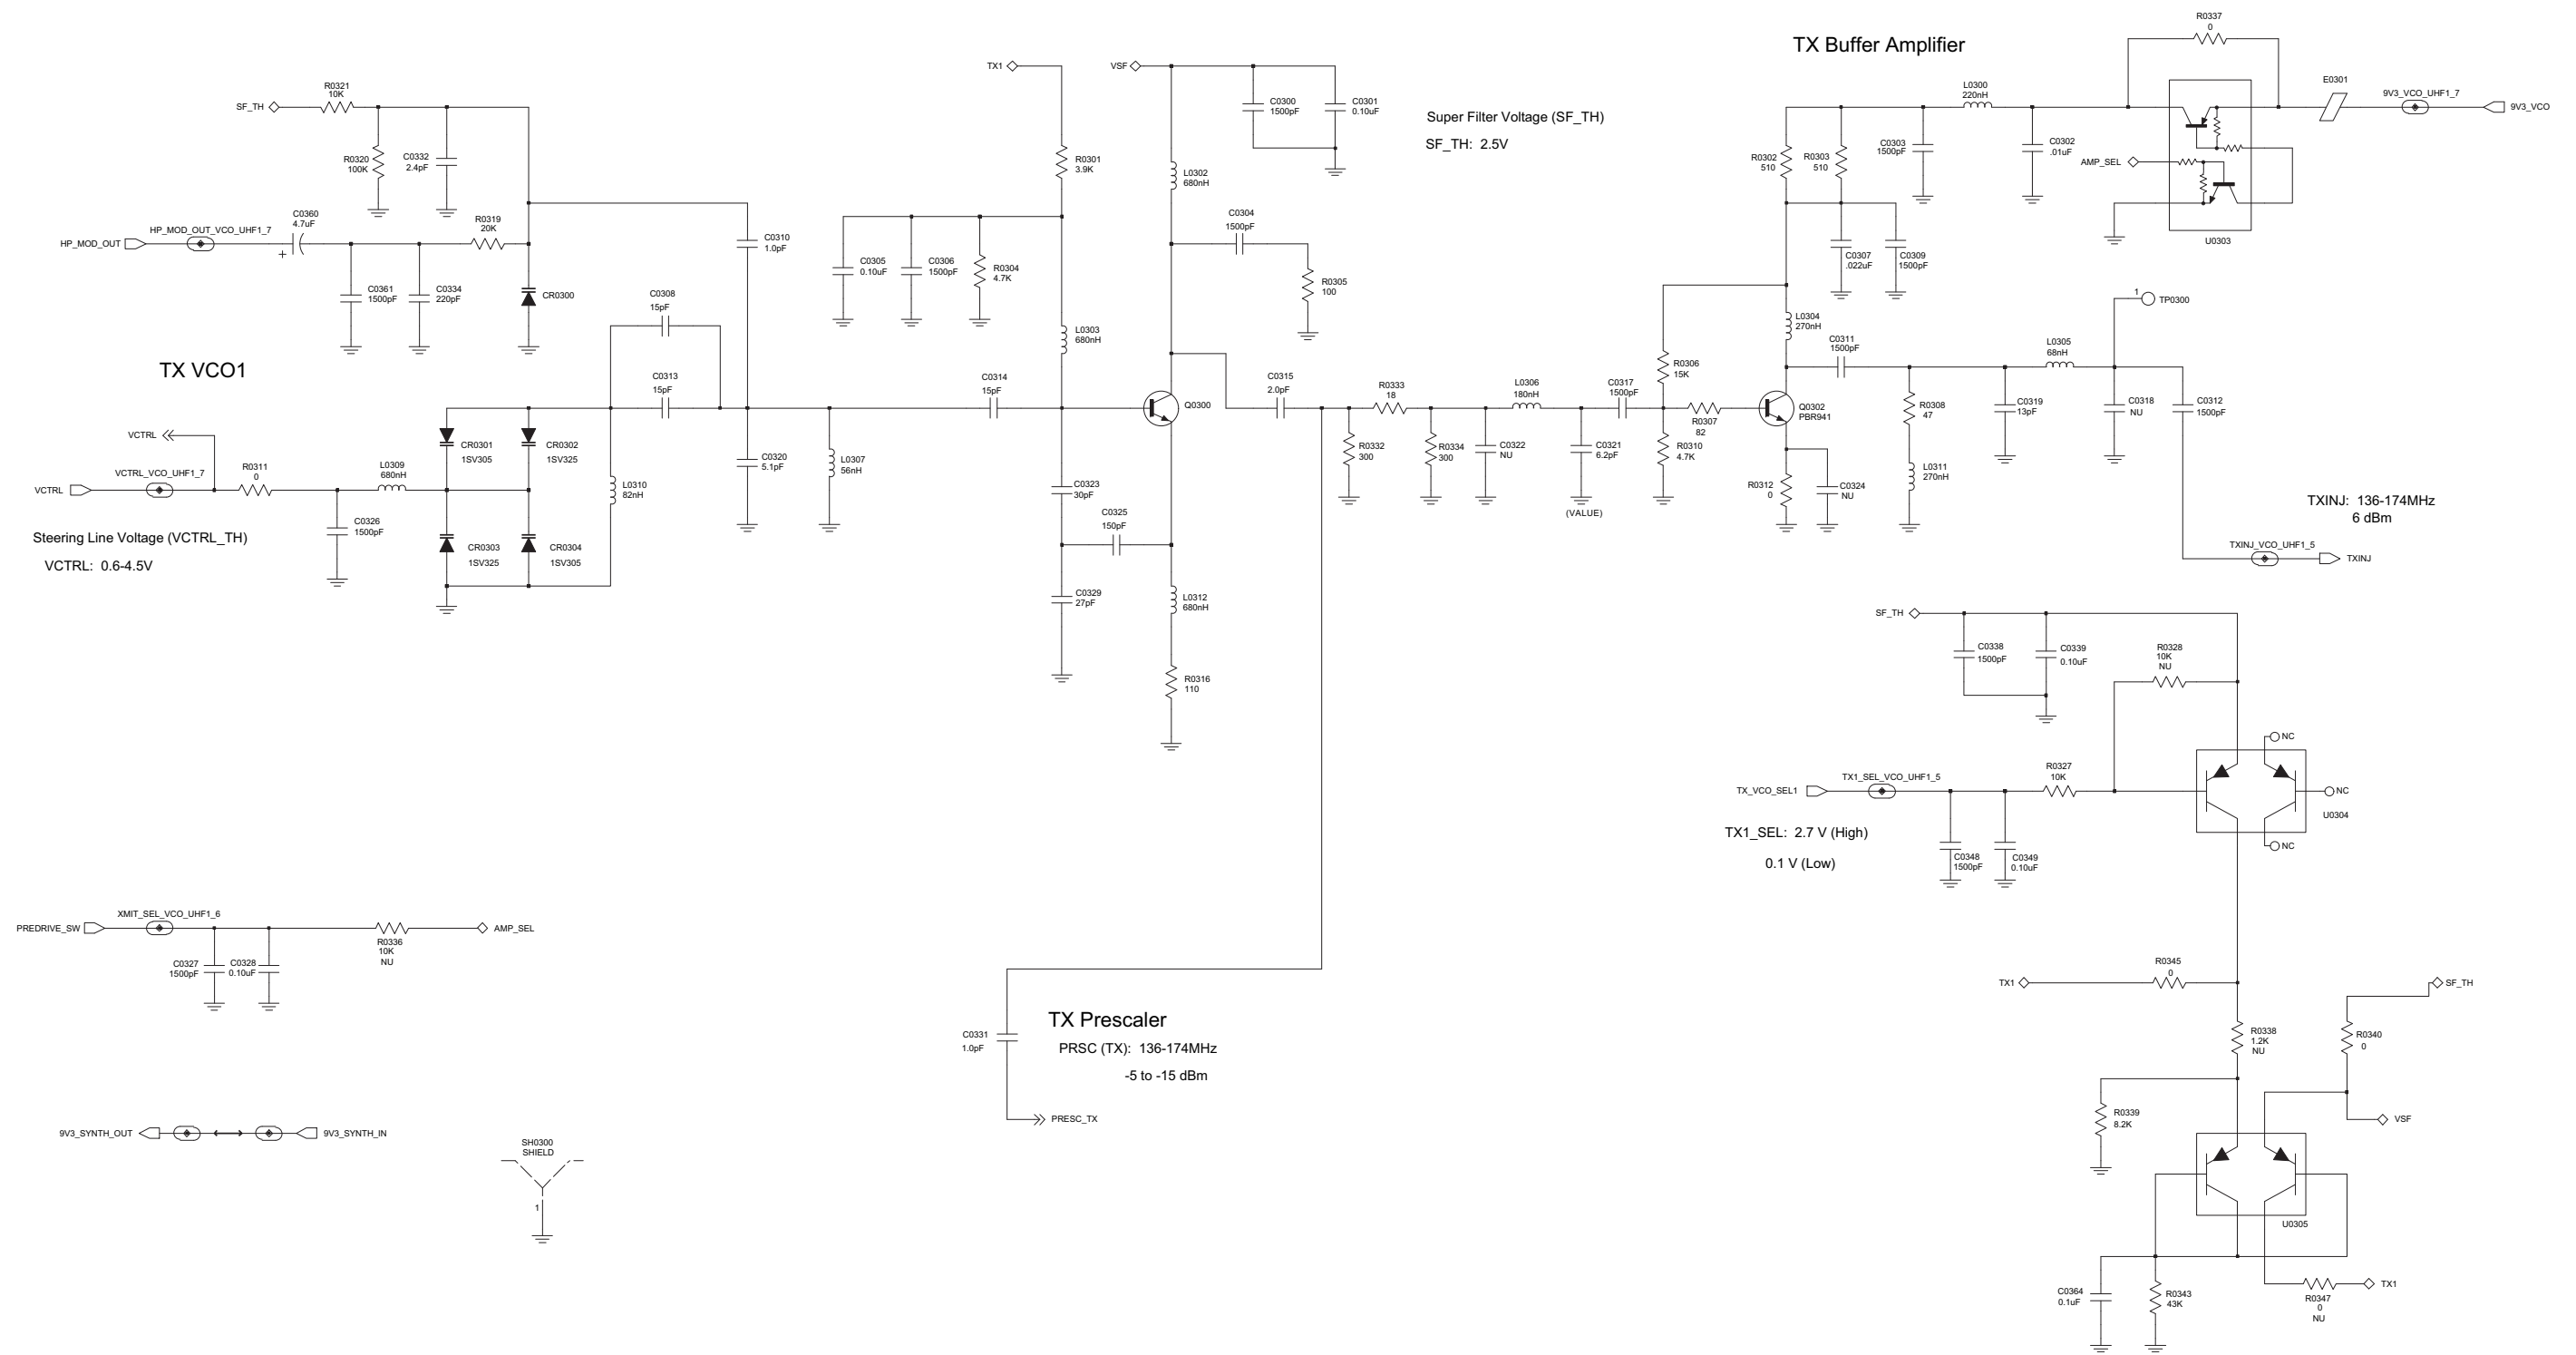 R0337
0
TX Buffer Amplifier
E0301
L0300
220nH
9V3_VCO_UHF1_7
9V3_VCO
TX1
VSF
R0321
10K
SF_TH
C0300
1500pF
C0301
0.10uF
Super Filter Voltage (SF_TH)
SF_TH: 2.5V
R0320
100K
C0332
2.4pF
R0301
3.9K
L0302
680nH
R0302
510
R0303
510
C0303
1500pF
C0302
.01uF
AMP_SEL
U0303
HP_MOD_OUT
HP_MOD_OUT_VCO_UHF1_7
C0360
4.7uF
+
R0319
20K
C0310
1.0pF
C0304
1500pF
C0305
0.10uF
C0306
1500pF
R0304
4.7K
R0305
100
C0307
.022uF
C0309
1500pF
C0361
1500pF
C0334
220pF
CR0300
C0308
15pF
1
TP0300
L0303
680nH
L0304
270nH
C0311
1500pF
L0305
68nH
TX VCO1
C0313
15pF
C0314
15pF
Q0300
C0315
2.0pF
R0333
18
L0306
180nH
C0317
1500pF
R0306
15K
R0307
82
Q0302
PBR941
R0308
47
C0319
13pF
C0318
NU
C0312
1500pF
VCTRL
CR0301
1SV305
CR0302
1SV325
C0320
5.1pF
L0307
56nH
R0332
300
R0334
300
C0322
NU
C0321
6.2pF
(VALUE)
R0310
4.7K
VCTRL
VCTRL_VCO_UHF1_7
R0311
0
L0309
680nH
L0310
82nH
C0323
30pF
R0312
0
C0324
NU
L0311
270nH
TXINJ: 136-174MHz
6 dBm
C0326
1500pF
C0325
150pF
Steering Line Voltage (VCTRL_TH)
VCTRL: 0.6-4.5V
CR0303
1SV325
CR0304
1SV305
TXINJ_VCO_UHF1_5
TXINJ
C0329
27pF
L0312
680nH
SF_TH
C0338
1500pF
C0339
0.10uF
R0328
10K
NU
R0316
110
NC
NC
NC
U0304
TX_VCO_SEL1
TX1_SEL_VCO_UHF1_5
R0327
10K
TX1_SEL: 2.7 V (High)
0.1 V (Low)
C0348
1500pF
C0349
0.10uF
PREDRIVE_SW
XMIT_SEL_VCO_UHF1_6
C0327
1500pF
C0328
0.10uF
R0336
10K
NU
AMP_SEL
R0345
0
TX1
SF_TH
C0331
1.0pF
TX Prescaler
PRSC (TX): 136-174MHz
-5 to -15 dBm
PRESC_TX
R0338
1.2K
NU
R0340
0
R0339
8.2K
VSF
9V3_SYNTH_OUT
9V3_SYNTH_IN
SH0300
SHIELD
1
U0305
C0364
0.1uF
R0343
43K
R0347
0
NU
TX1